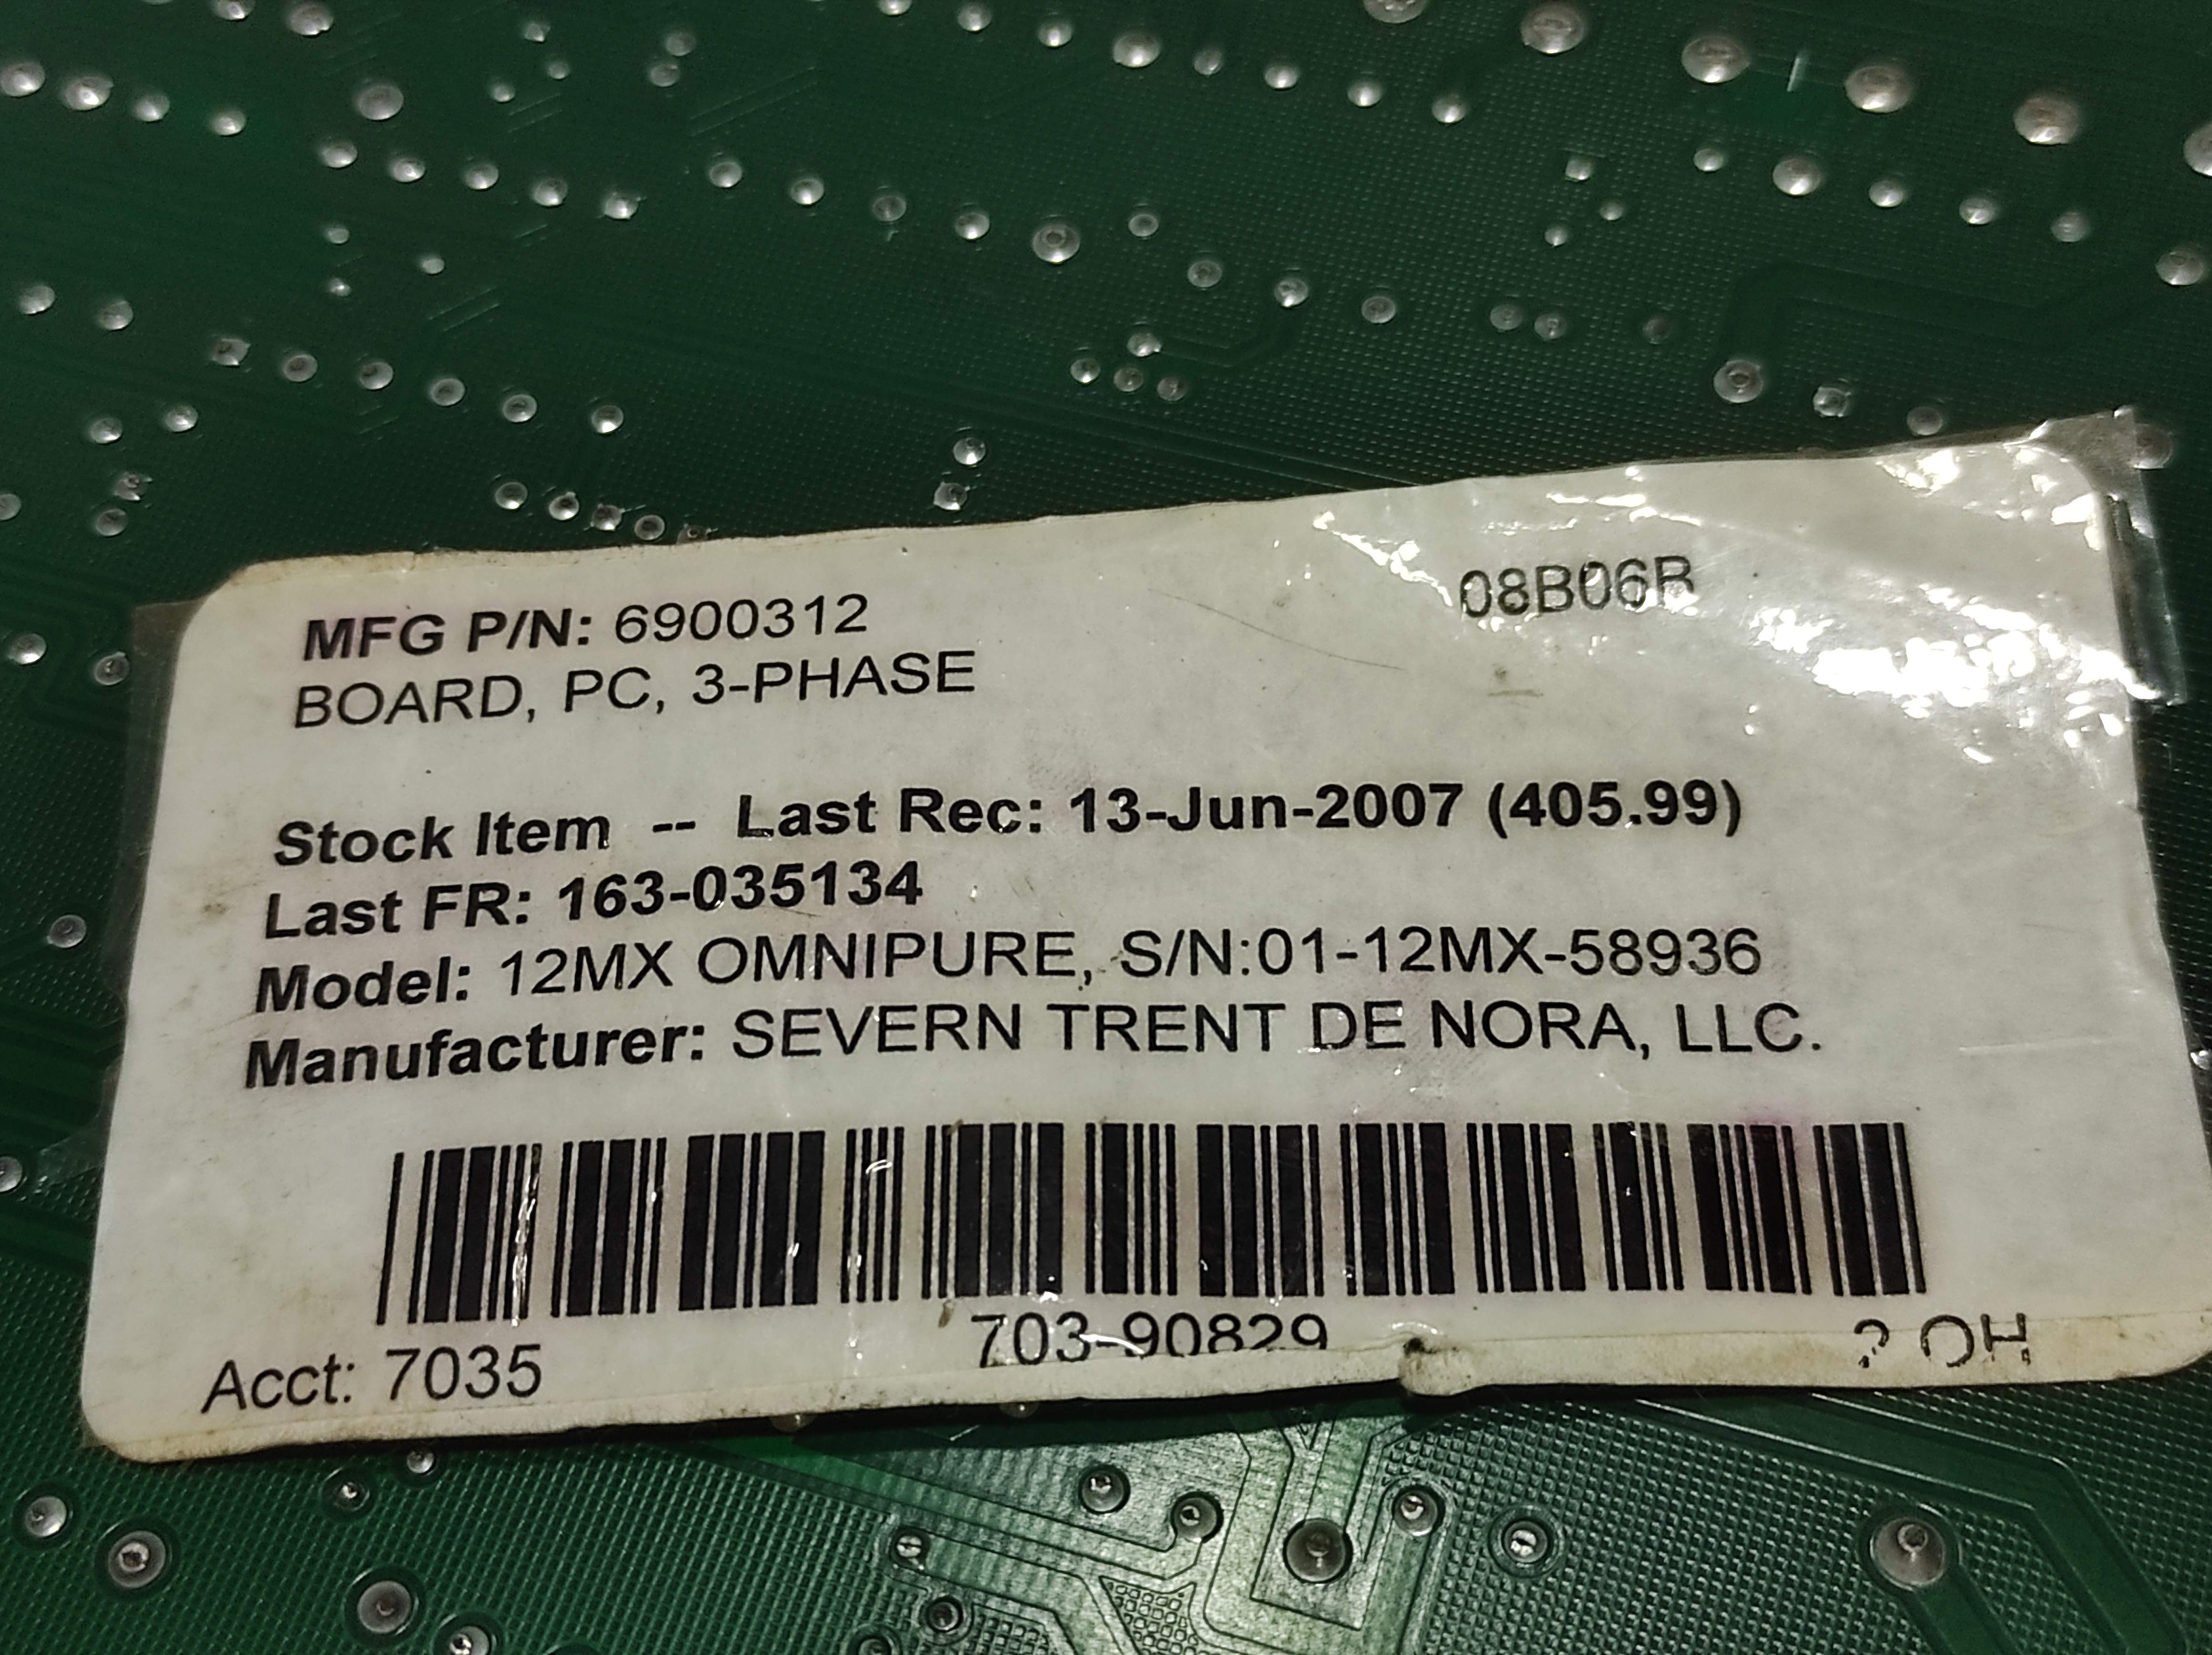 MFG P/N: 6900312
08B06B
BOARD, PC, 3-PHASE
Stock Item -- Last Rec: 13-Jun-2007 (405.99)
Last FR: 163-035134
Model: 12MX OMNIPURE, S/N:01-12MX-58936
Manufacturer: SEVERN TRENT DE NORA, LLC.
703-90829
Acct: 7035